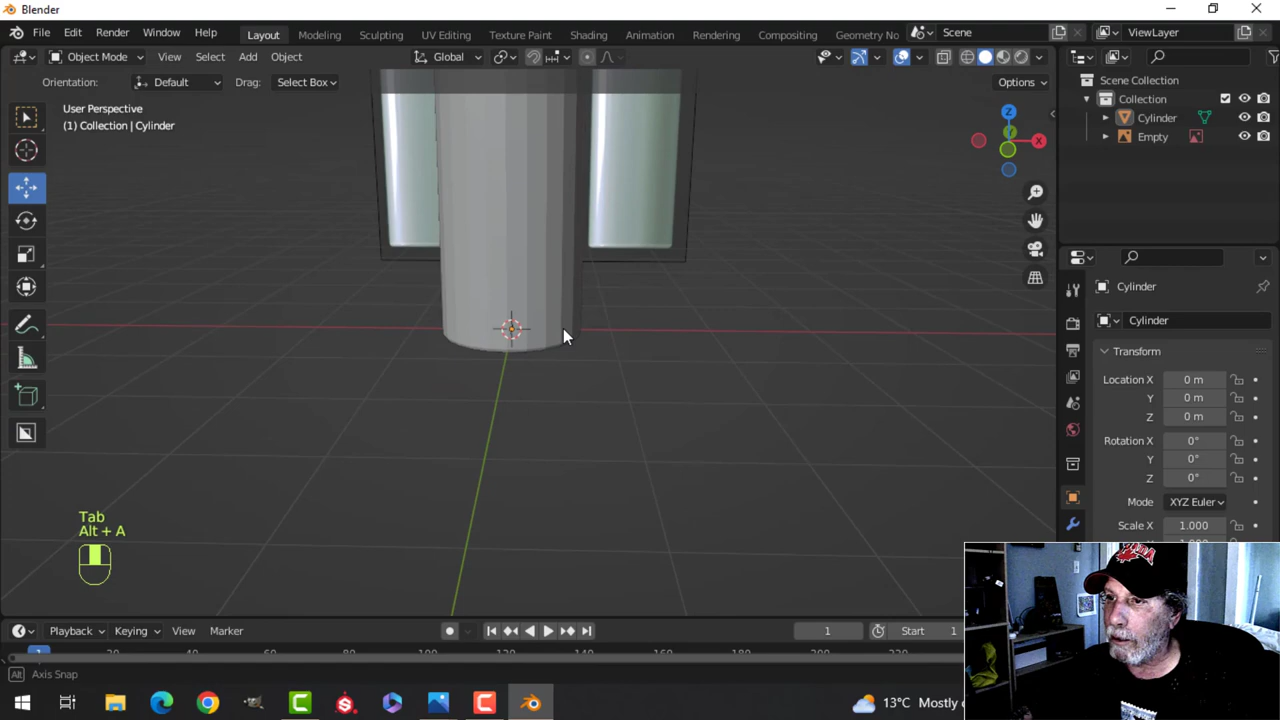 Blender
File Edit Render Window Help
Layout Modeling Sculpting UV Editing Texture Paint Shading Animation Rendering Compositing Geometry No
Scene
ViewLayer
Object Mode View Select Add Object
Global
Orientation: Default Drag: Select Box
Options
User Perspective
(1) Collection | Cylinder
Z
X
Scene Collection
Collection
Cylinder
Empty
Cylinder
Cylinder
Transform
Location X 0 m
Y 0 m
Z 0 m
Rotation X 0°
Y 0°
Z 0°
Mode XYZ Euler
Scale X 1.000
Tab
Alt + A
Playback Keying View Marker
1
Start 1
Alt Axis Snap
13°C Mostly